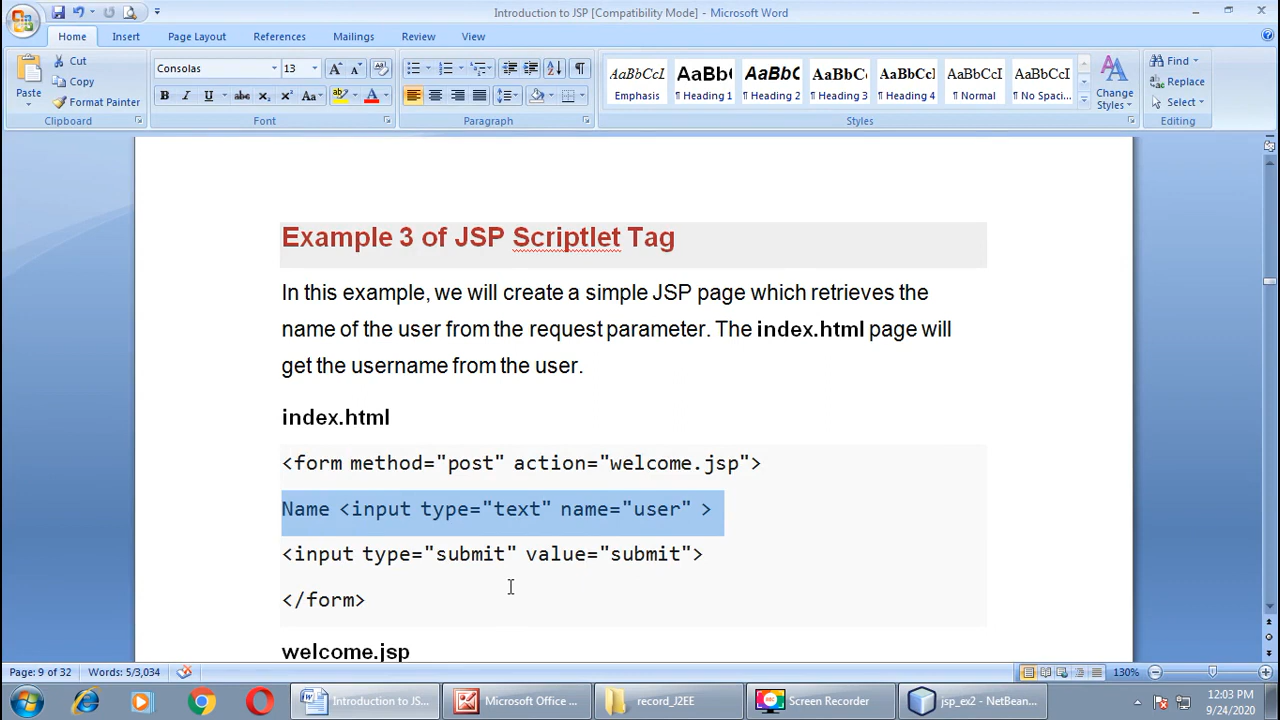 Introduction to JSP [Compatibility Mode] - Microsoft Word
Home Insert Page Layout References Mailings Review View
Paste
Cut
Copy
Format Painter
Clipboard
Consolas 13
Font
Paragraph
AaBbCcI AaBb( AaBbC AaBbCc AaBbCcI AaBbCcI AaBbCcI
Emphasis ¶ Heading 1 ¶ Heading 2 ¶ Heading 3 ¶ Heading 4 ¶ Normal ¶ No Spaci...
Change Styles
Styles
Find
Replace
Select
Editing
Example 3 of JSP Scriptlet Tag
In this example, we will create a simple JSP page which retrieves the
name of the user from the request parameter. The index.html page will
get the username from the user.
index.html
<form method="post" action="welcome.jsp">
Name <input type="text" name="user" >
<input type="submit" value="submit">
</form>
welcome.jsp
Page: 9 of 32 Words: 5/3,034 130%
Introduction to JS... Microsoft Office ... record_J2EE Screen Recorder jsp_ex2 - NetBean... 12:03 PM
9/24/2020